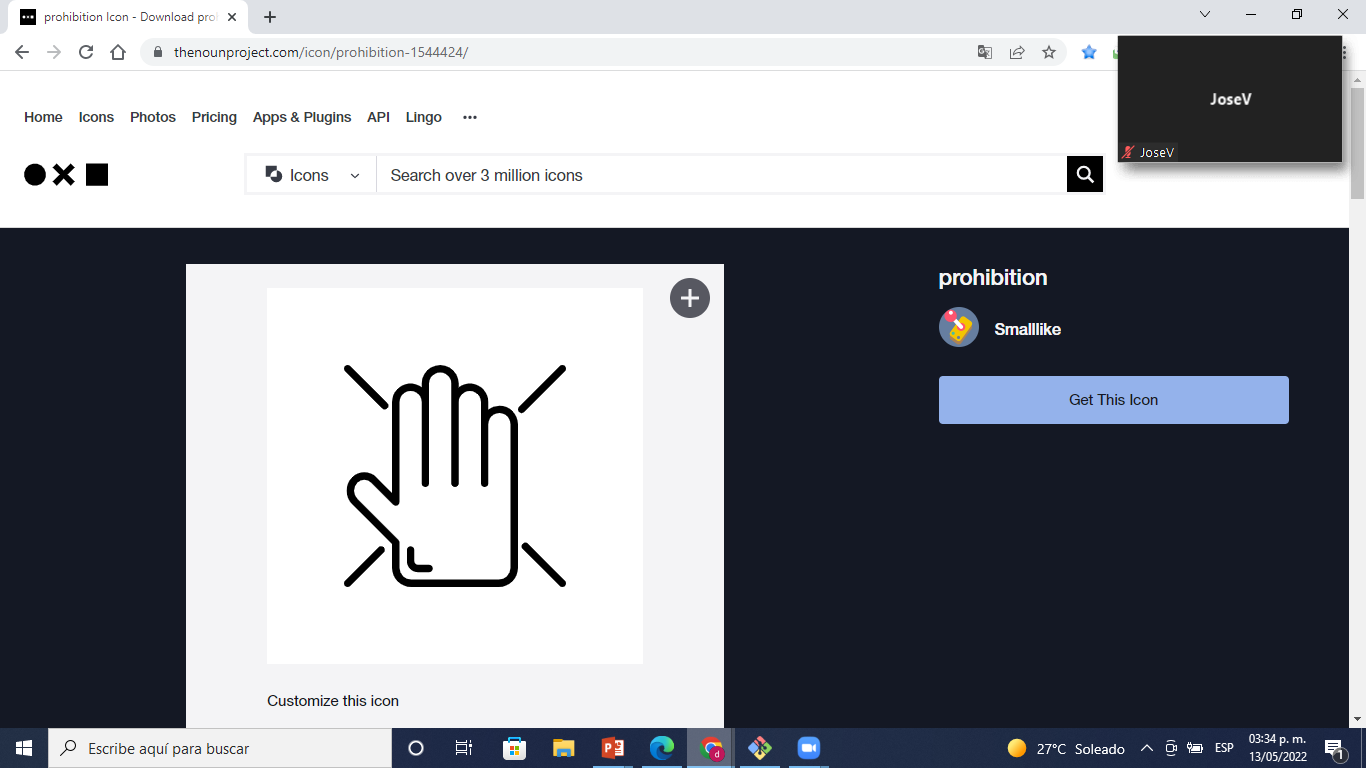 prohibition Icon - Download prol
thenounproject.com/icon/prohibition-1544424/
JoseV
JoseV
Home Icons Photos Pricing Apps & Plugins API Lingo
Icons Search over 3 million icons
prohibition
Smalllike
Get This Icon
Customize this icon
Escribe aquí para buscar
27°C Soleado ESP 03:34 p. m.
13/05/2022
1